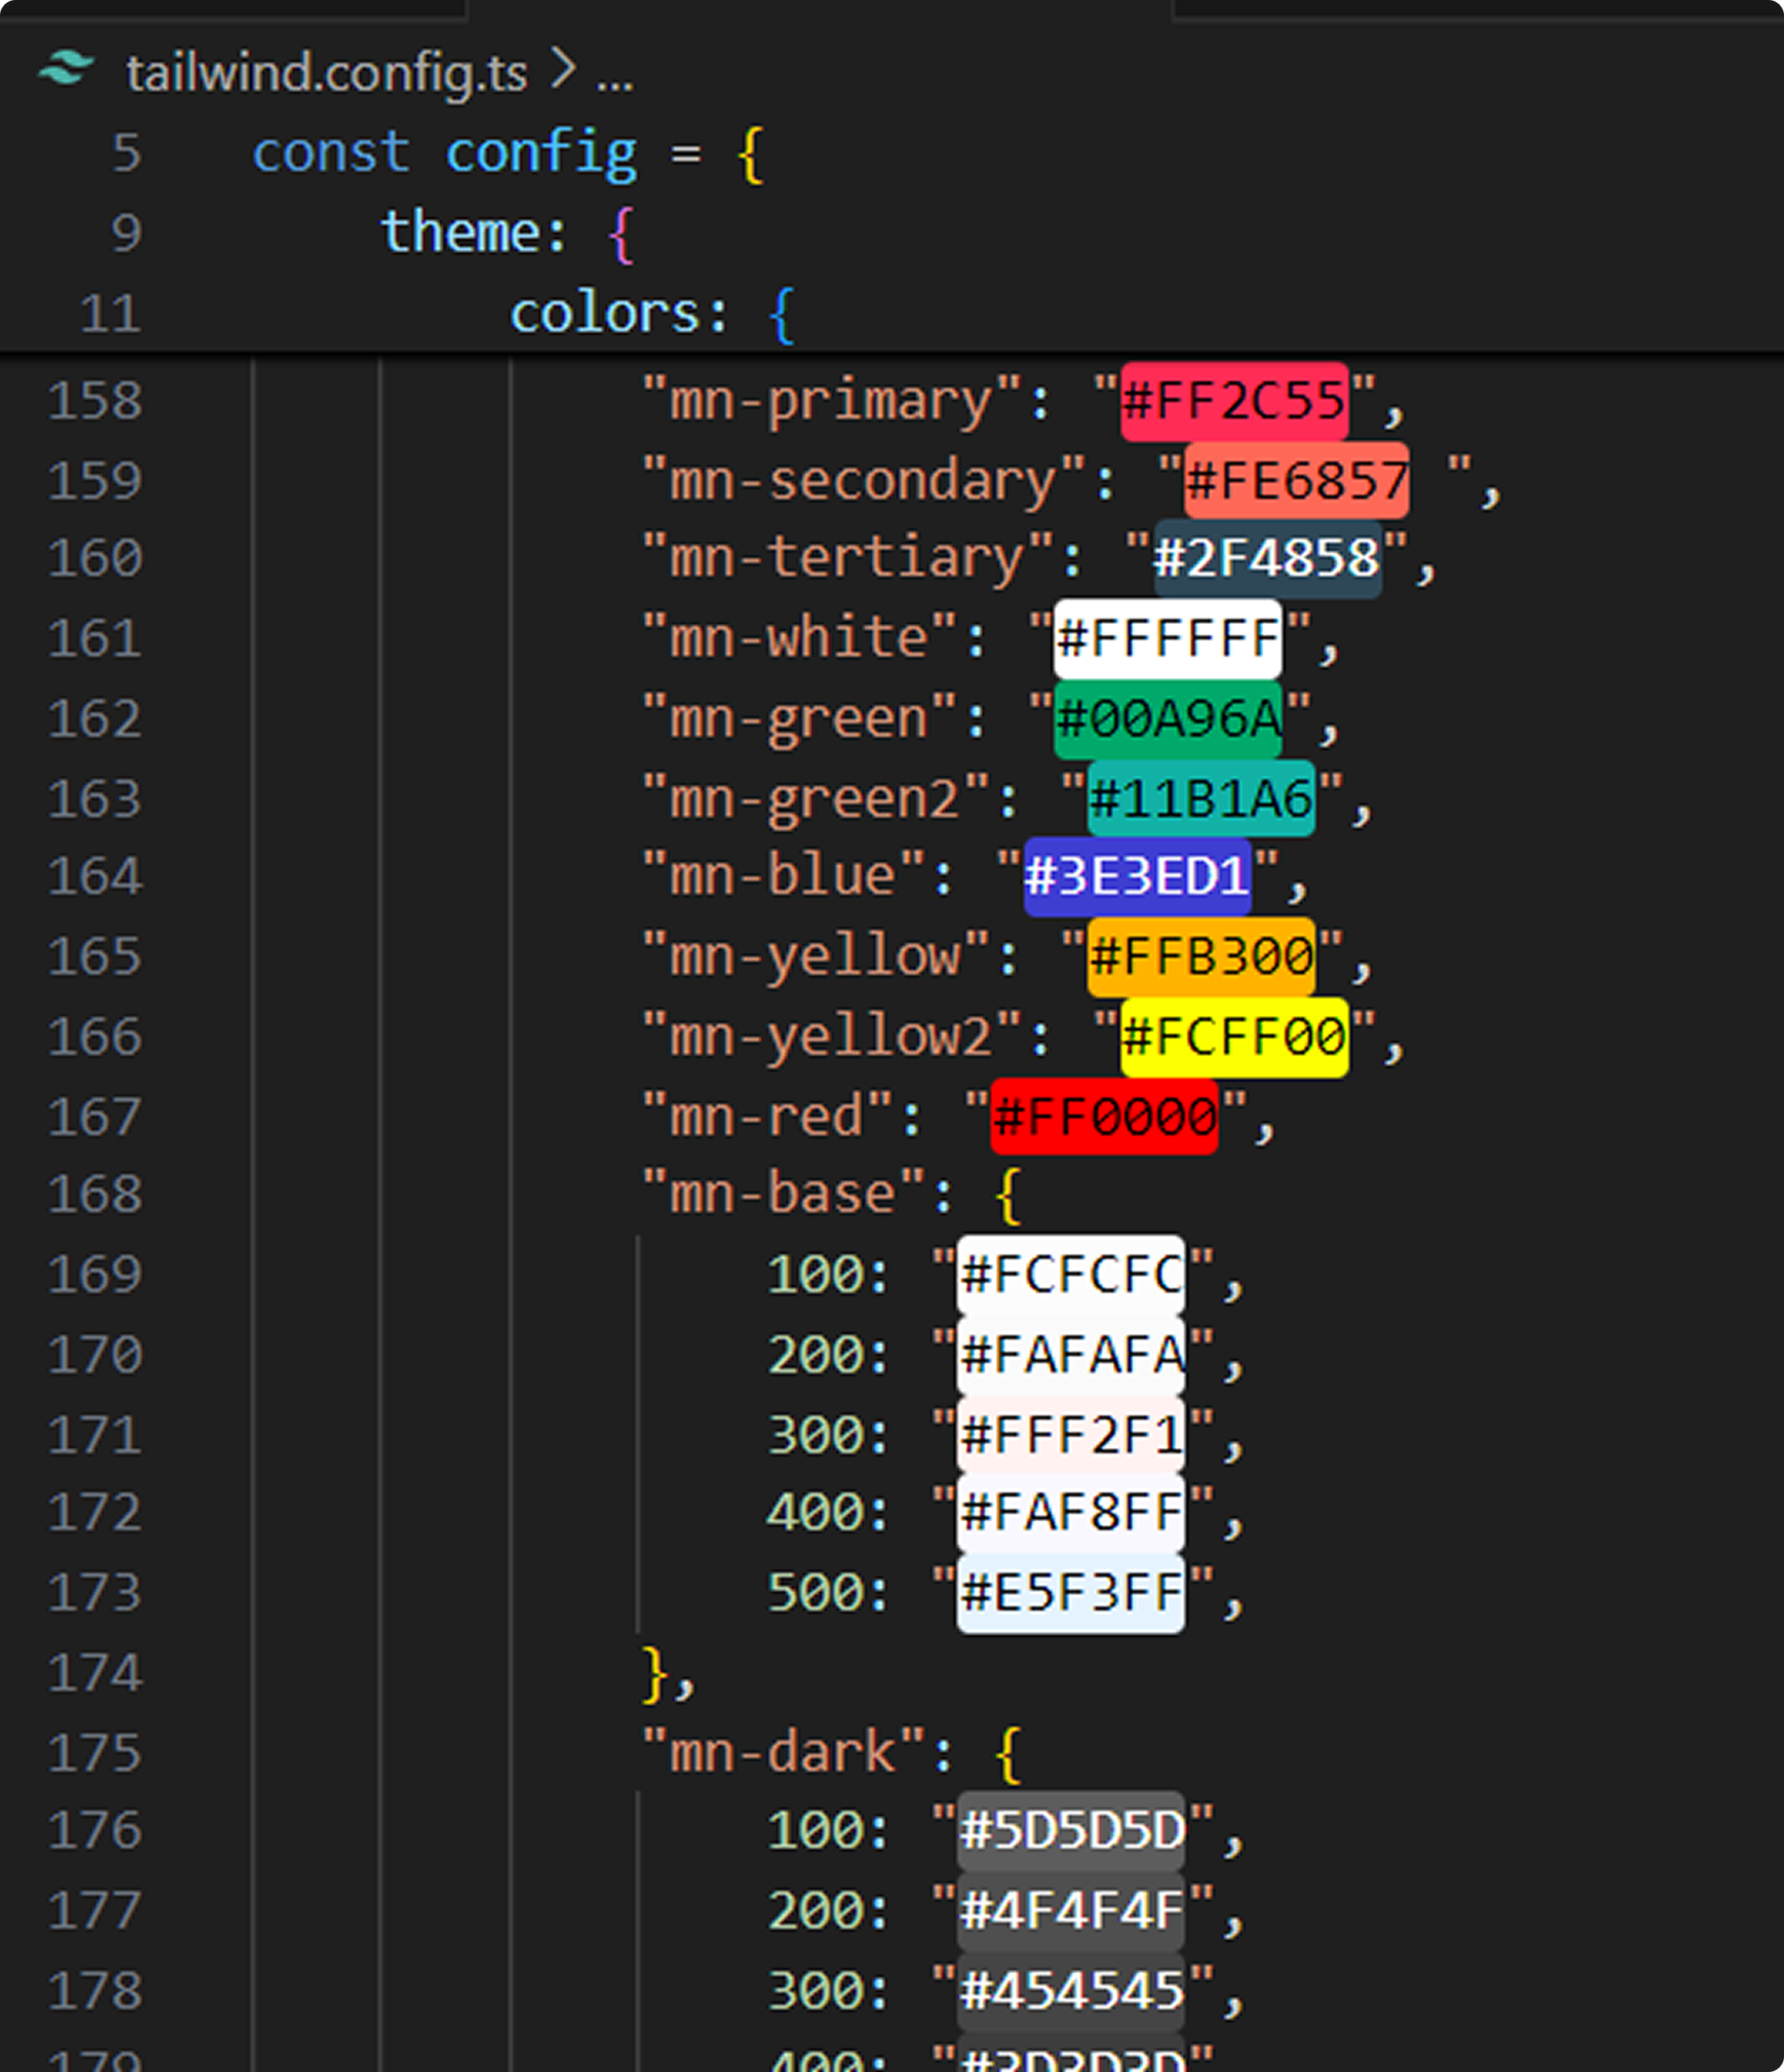 tailwind.config.ts > ...
5 const config = {
9 theme: {
11 colors: {
158 "mn-primary": "#FF2C55",
159 "mn-secondary": "#FE6857 ",
160 "mn-tertiary": "#2F4858",
161 "mn-white": "#FFFFFF",
162 "mn-green": "#00A96A",
163 "mn-green2": "#11B1A6",
164 "mn-blue": "#3E3ED1",
165 "mn-yellow": "#FFB300",
166 "mn-yellow2": "#FCFF00",
167 "mn-red": "#FF0000",
168 "mn-base": {
169 100: "#FCFCFC",
170 200: "#FAFAFA",
171 300: "#FFF2F1",
172 400: "#FAF8FF",
173 500: "#E5F3FF",
174 },
175 "mn-dark": {
176 100: "#5D5D5D",
177 200: "#4F4F4F",
178 300: "#454545",
179 400: "#3D3D3D"